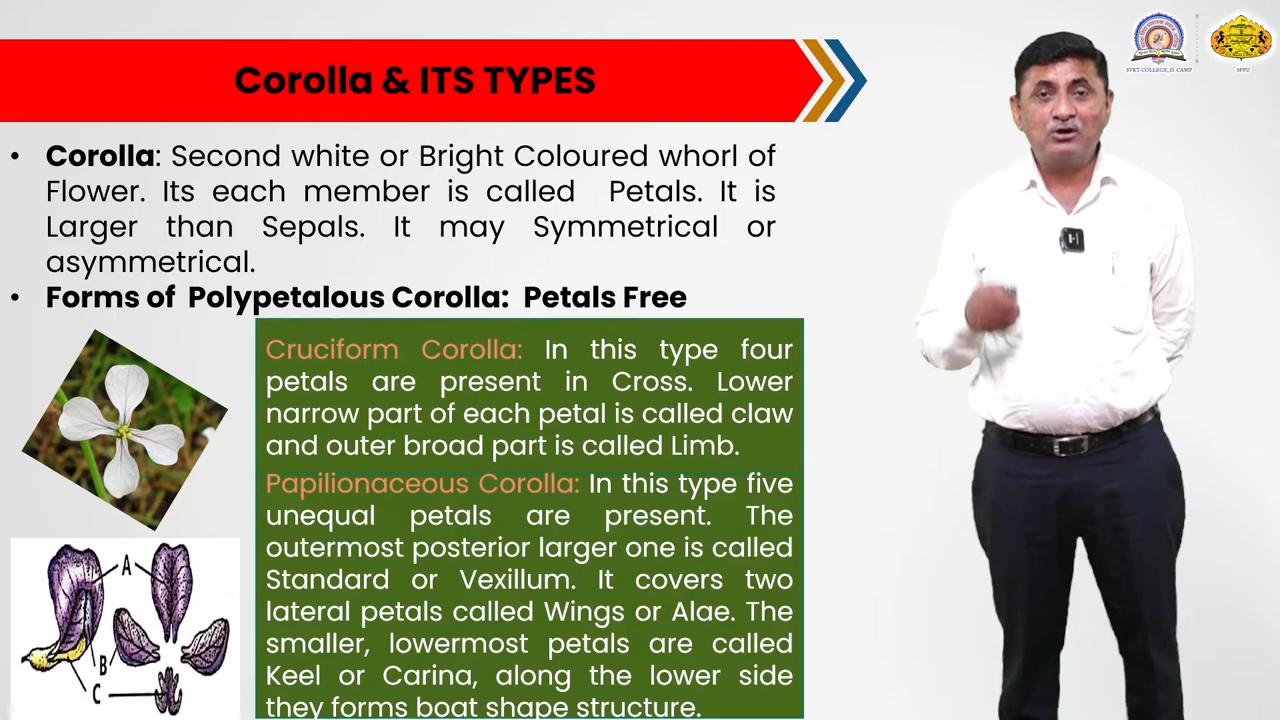 Corolla & ITS TYPES
SVKT COLLEGE, D. CAMP
SPPU
• Corolla: Second white or Bright Coloured whorl of
Flower. Its each member is called Petals. It is
Larger than Sepals. It may Symmetrical or
asymmetrical.
• Forms of Polypetalous Corolla: Petals Free
Cruciform Corolla: In this type four
petals are present in Cross. Lower
narrow part of each petal is called claw
and outer broad part is called Limb.
Papilionaceous Corolla: In this type five
unequal petals are present. The
outermost posterior larger one is called
Standard or Vexillum. It covers two
lateral petals called Wings or Alae. The
smaller, lowermost petals are called
Keel or Carina, along the lower side
they forms boat shape structure.
A
B
C